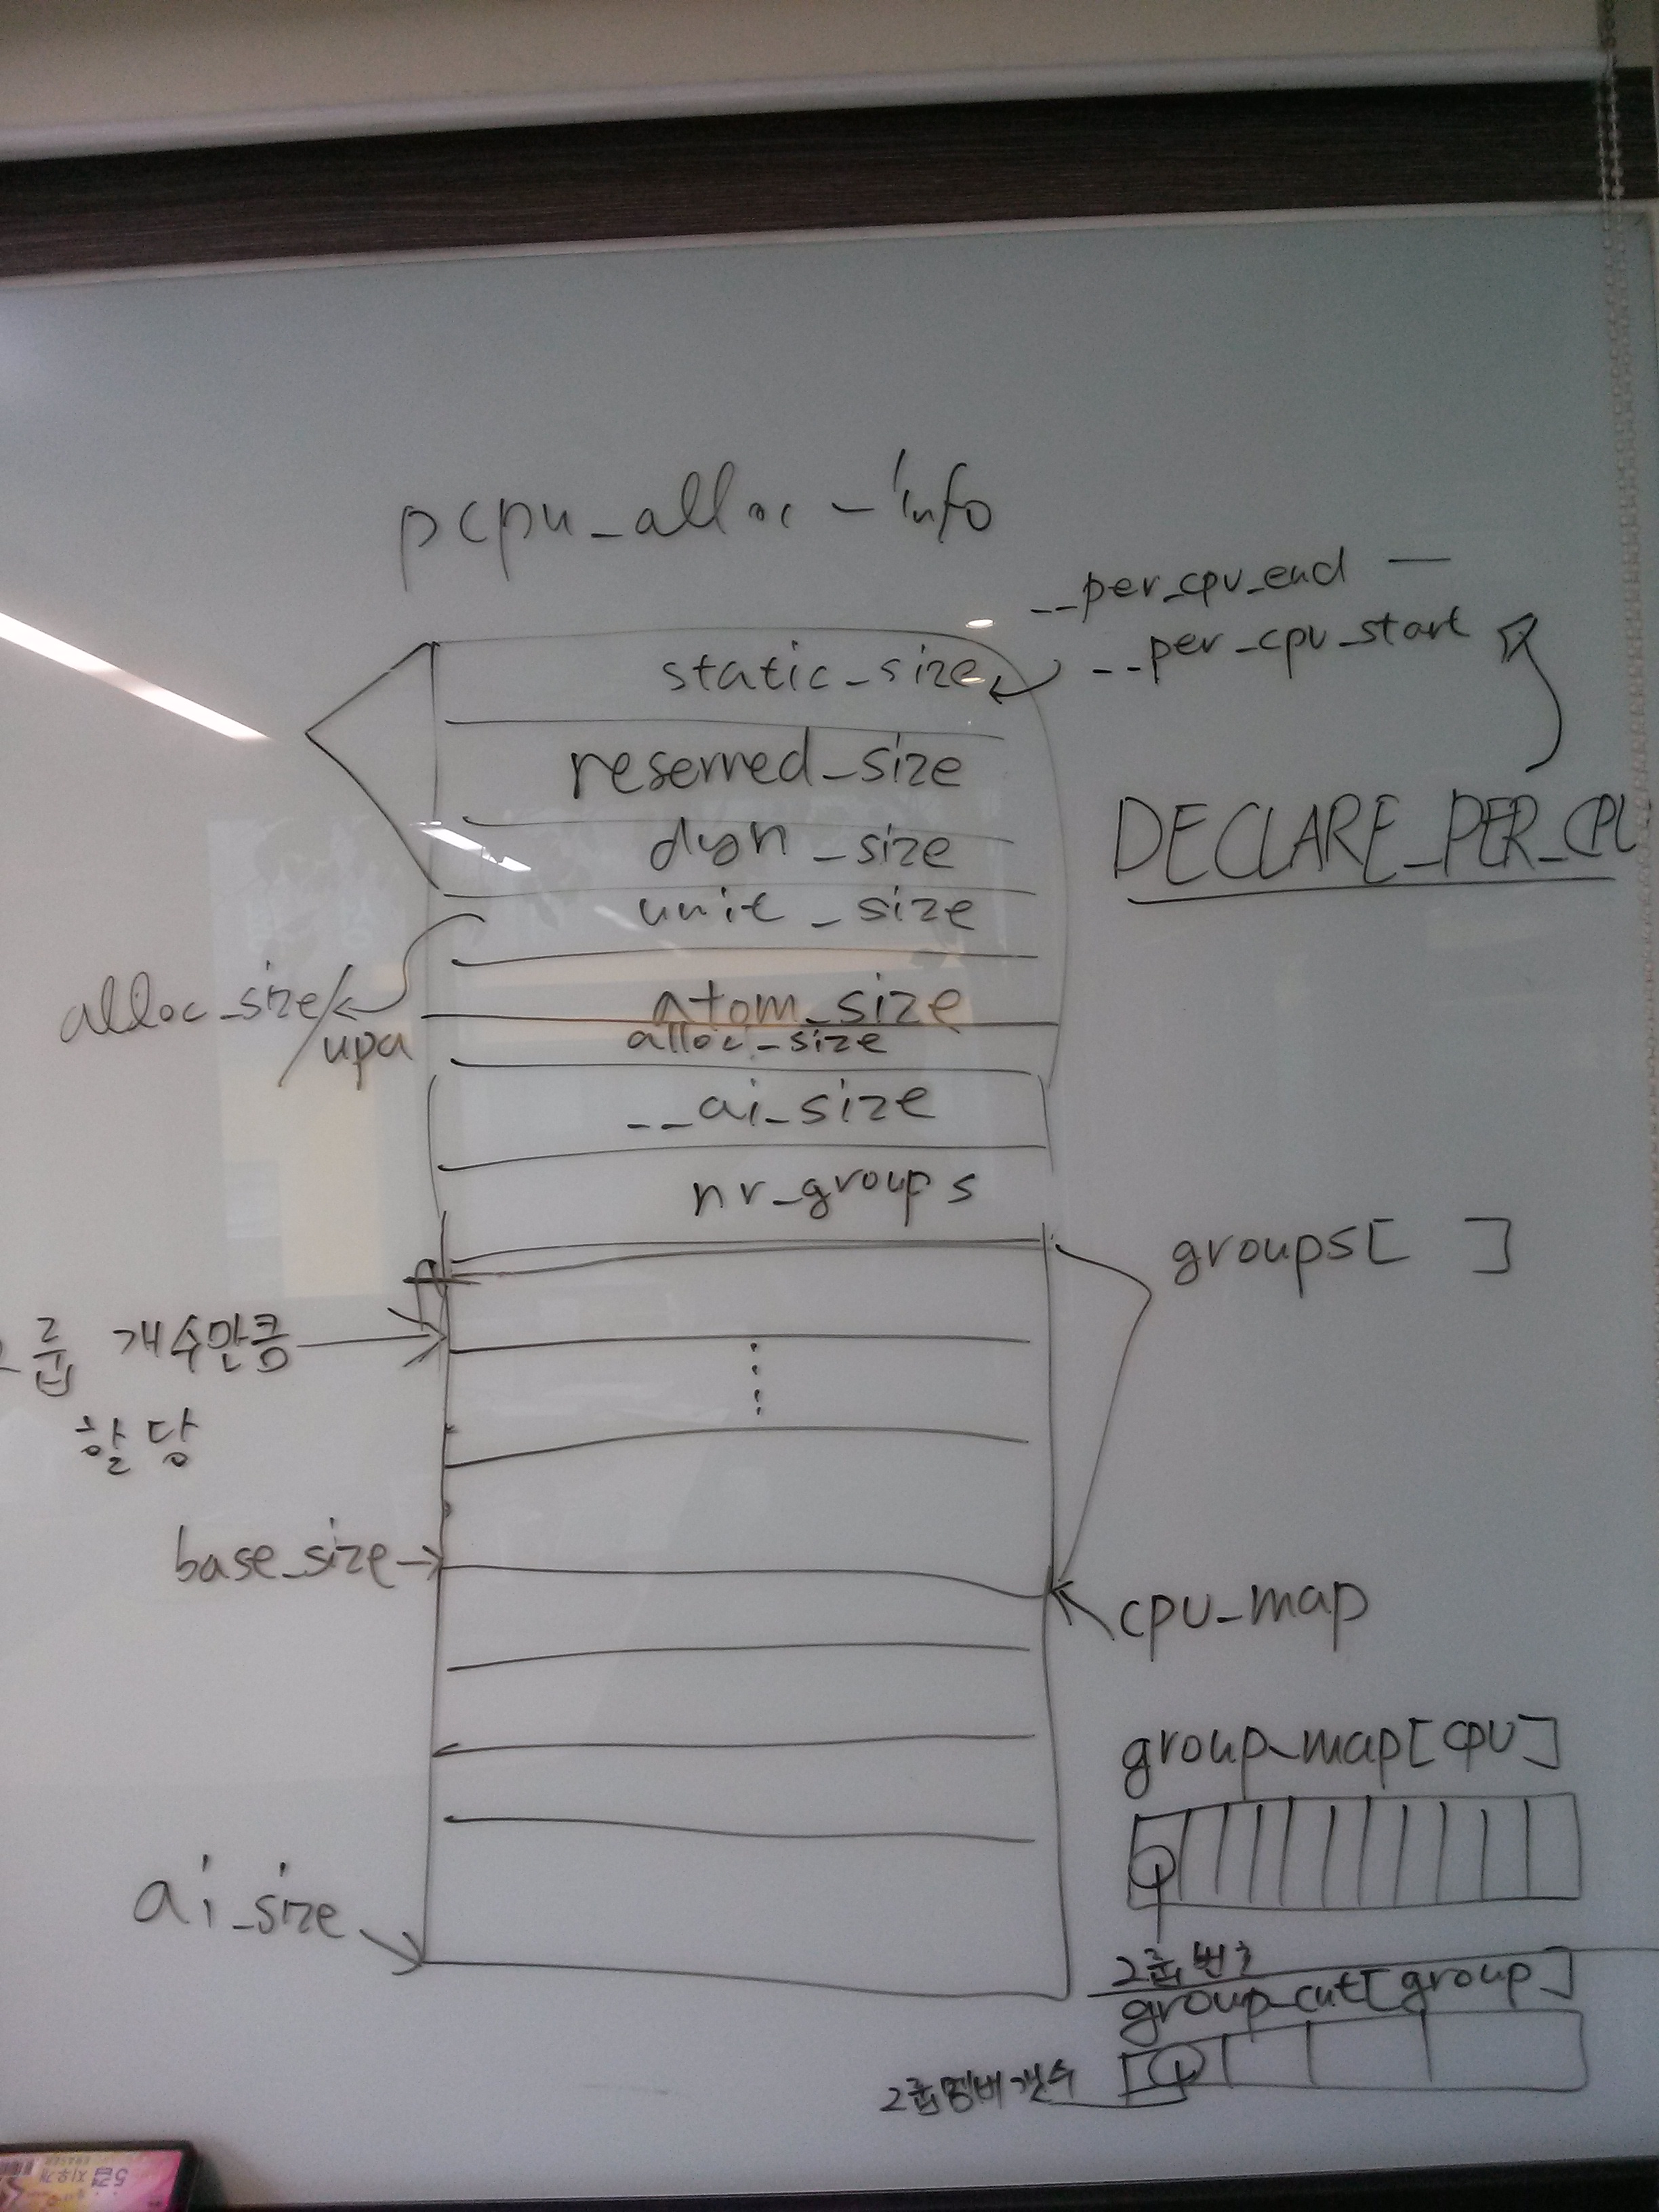 pcpu_alloc_info
__per_cpu_end —
__per_cpu_start
static_size
reserved_size
DECLARE_PER_CPU
dyn_size
unit_size
alloc_size/upa
atom_size
alloc_size
__ai_size
nr_groups
groups[ ]
그룹 개수만큼
할당
base_size
cpu_map
group_map[cpu]
ai_size
그룹 번호
group_cnt[group]
그룹멤버개수